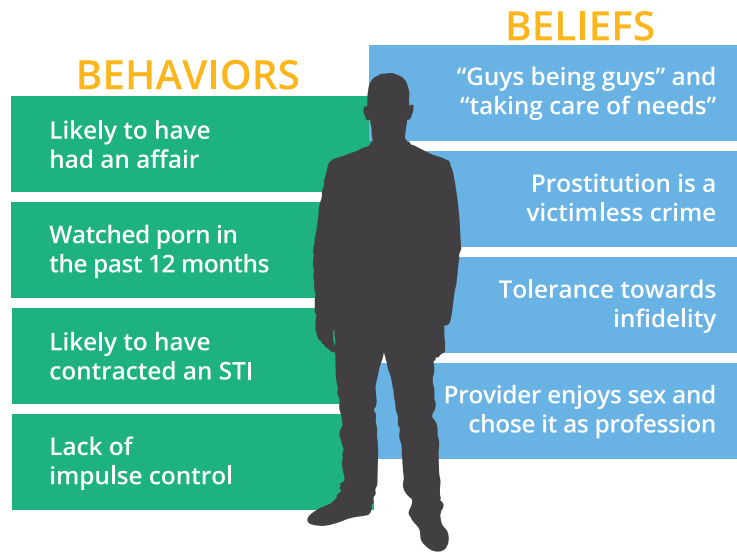 BEHAVIORS
Likely to have
had an affair
Watched porn in
the past 12 months
Likely to have
contracted an STI
Lack of
impulse control
BELIEFS
“Guys being guys” and
“taking care of needs”
Prostitution is a
victimless crime
Tolerance towards
infidelity
Provider enjoys sex and
chose it as profession